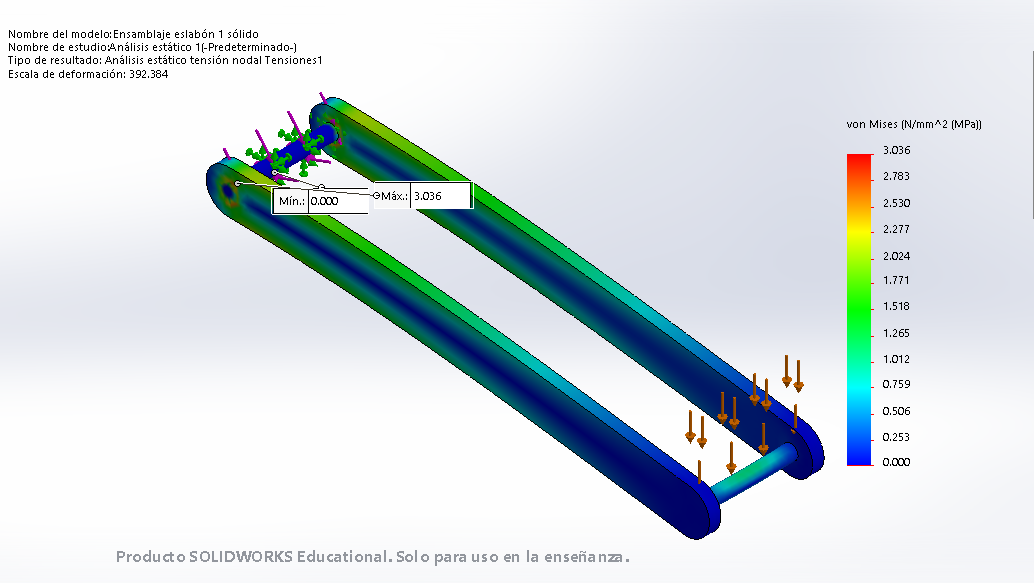 Nombre del modelo:Ensamblaje eslabón 1 sólido
Nombre de estudio:Análisis estático 1(-Predeterminado-)
Tipo de resultado: Análisis estático tensión nodal Tensiones1
Escala de deformación: 392.384
von Mises (N/mm^2 (MPa))
3.036
2.783
2.530
2.277
2.024
1.771
1.518
1.265
1.012
0.759
0.506
0.253
0.000
Mín.: 0.000
Máx.: 3.036
Producto SOLIDWORKS Educational. Solo para uso en la enseñanza.